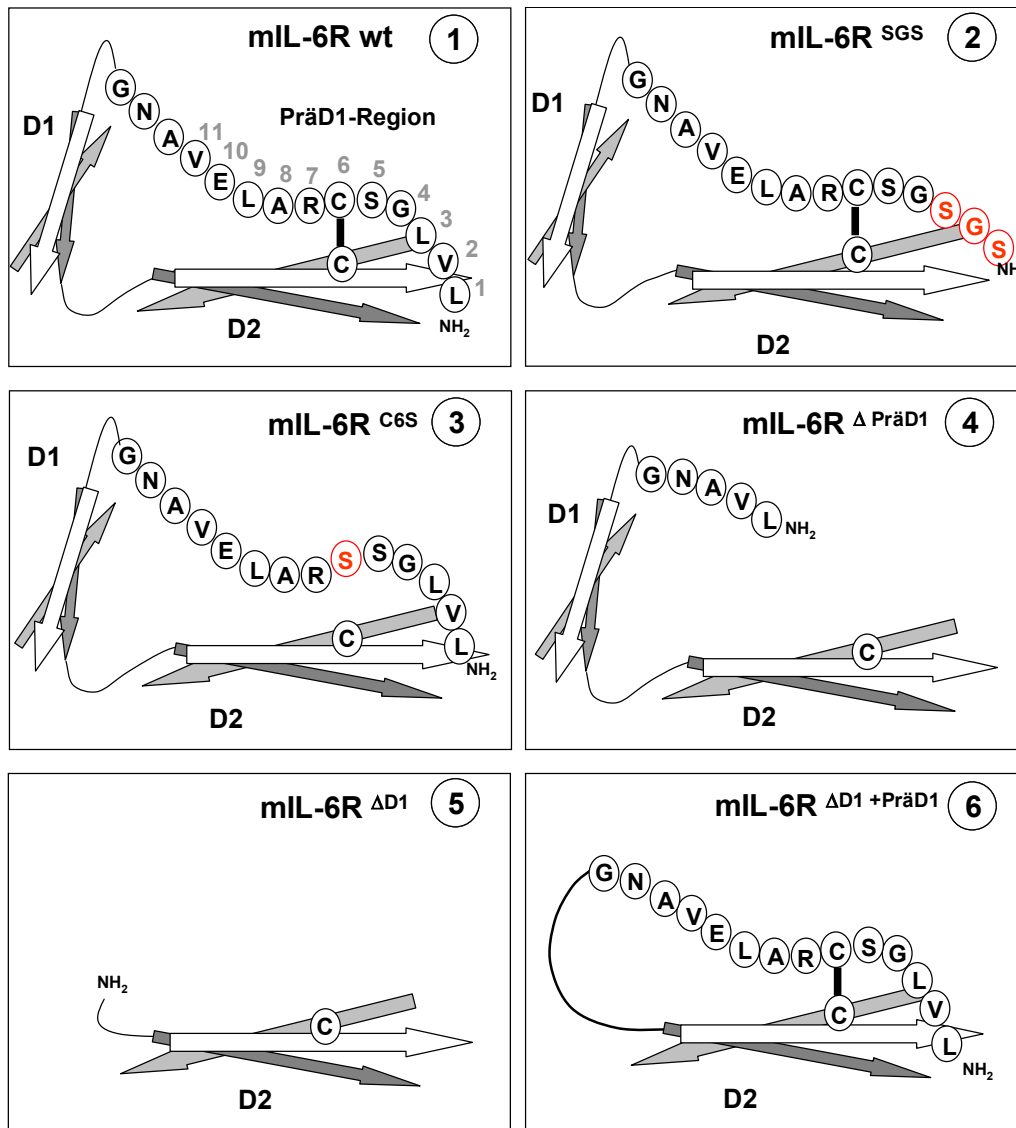 mIL-6R wt 1
D1
PräD1-Region
11 10 9 8 7 6 5 4 3 2 1
G N A V E L A R C S G L V L
NH₂
C
D2
mIL-6R SGS 2
D1
G N A V E L A R C S G S G S
NH
C
D2
mIL-6R C6S 3
D1
G N A V E L A R S S G L V L
NH₂
C
D2
mIL-6R Δ PräD1 4
D1
G N A V L NH₂
C
D2
mIL-6R ΔD1 5
NH₂
C
D2
mIL-6R ΔD1 +PräD1 6
G N A V E L A R C S G L V L
NH₂
C
D2